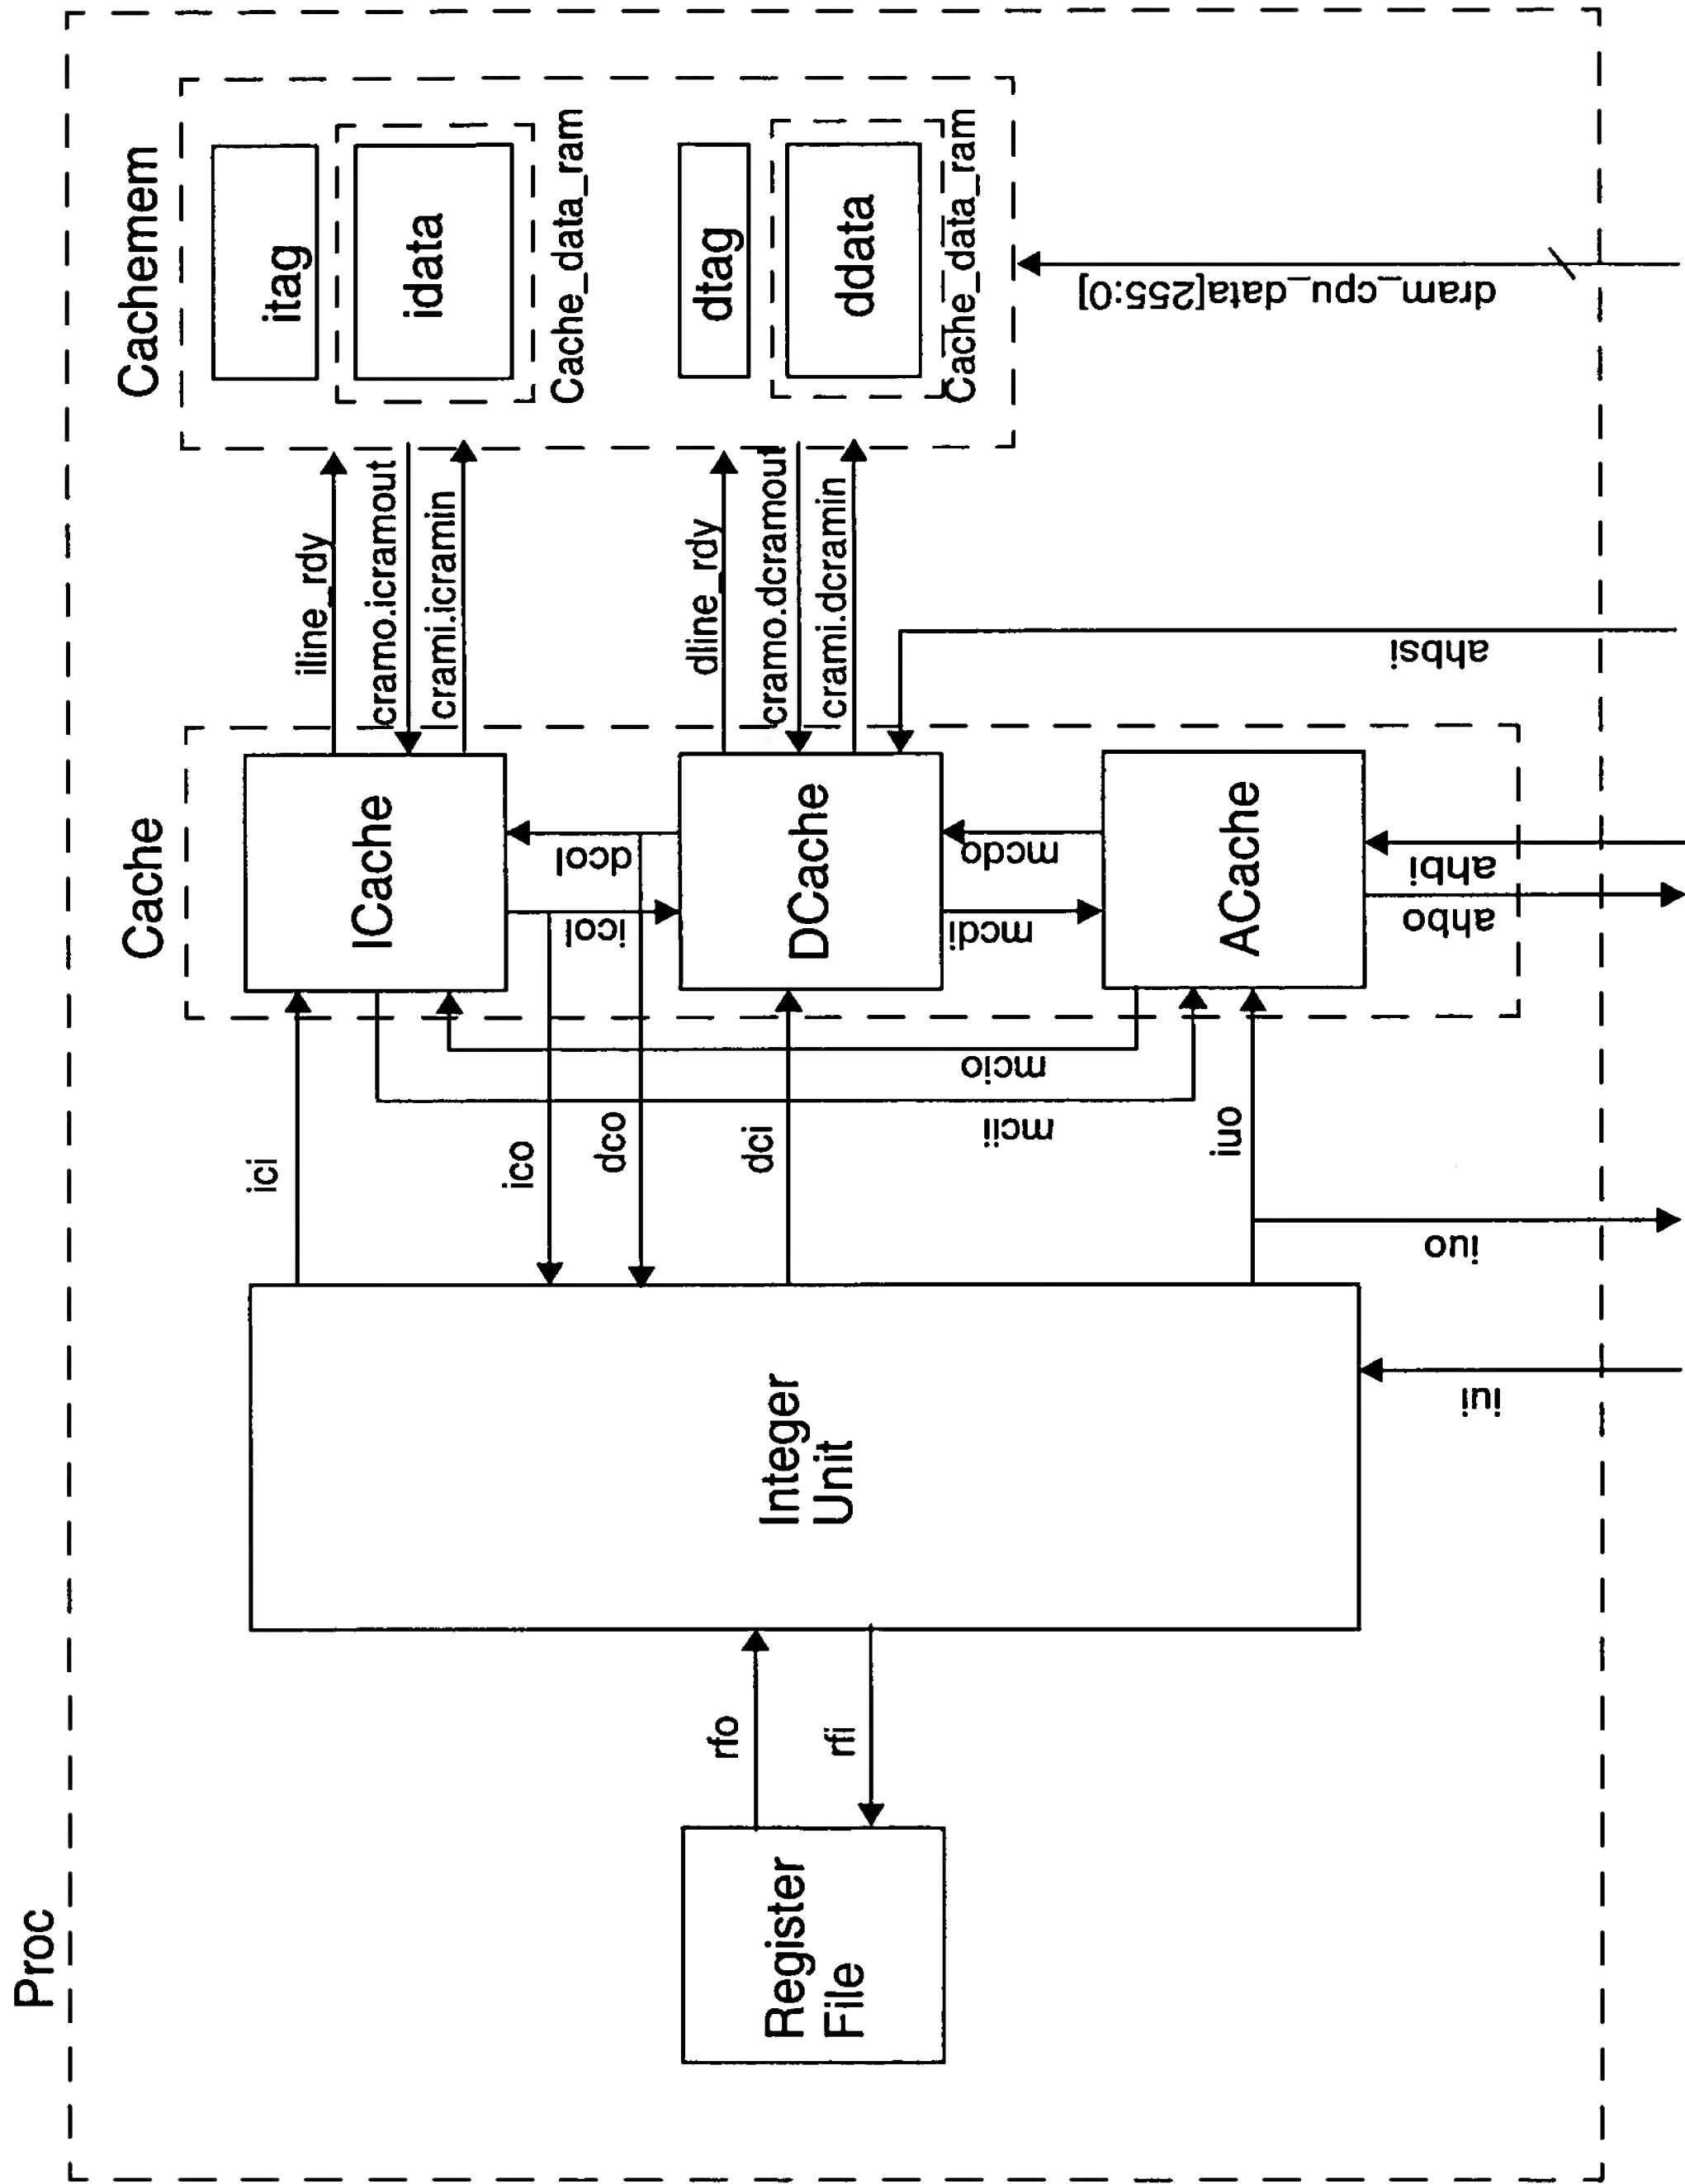 Proc
Cache
Cachemem
Register
File
rfo
rfi
Integer
Unit
ici
ico
dco
dci
iuo
mcii
mcio
ICache
icol
dcol
DCache
mcdi
mcdo
ACache
iline_rdy
cramo.icramout
crami.icramin
dline_rdy
cramo.dcramout
crami.dcramin
itag
idata
Cache_data_ram
dtag
ddata
Cache_data_ram
iui
iuo
ahbo
ahbi
ahbsi
dram_cpu_data[255:0]